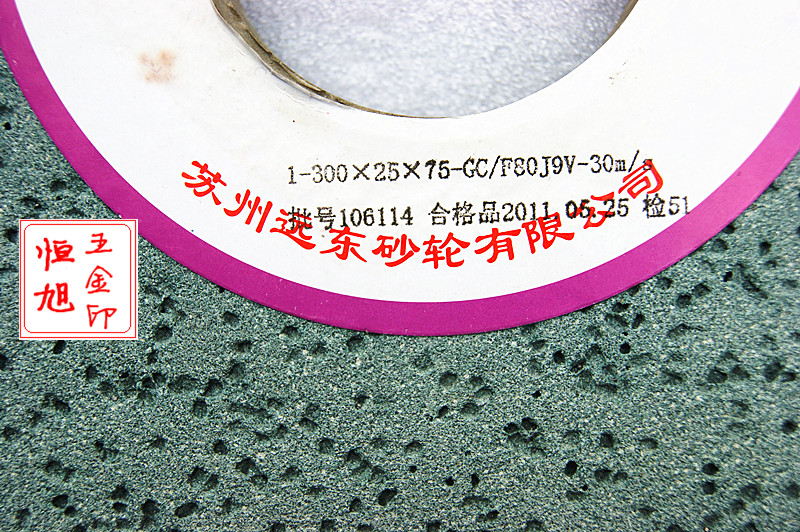 1-300×25×75-GC/F80J9V-30m/s
批号106114 合格品2011.05.25 检51
苏州远东砂轮有限公司
恒旭
五金印